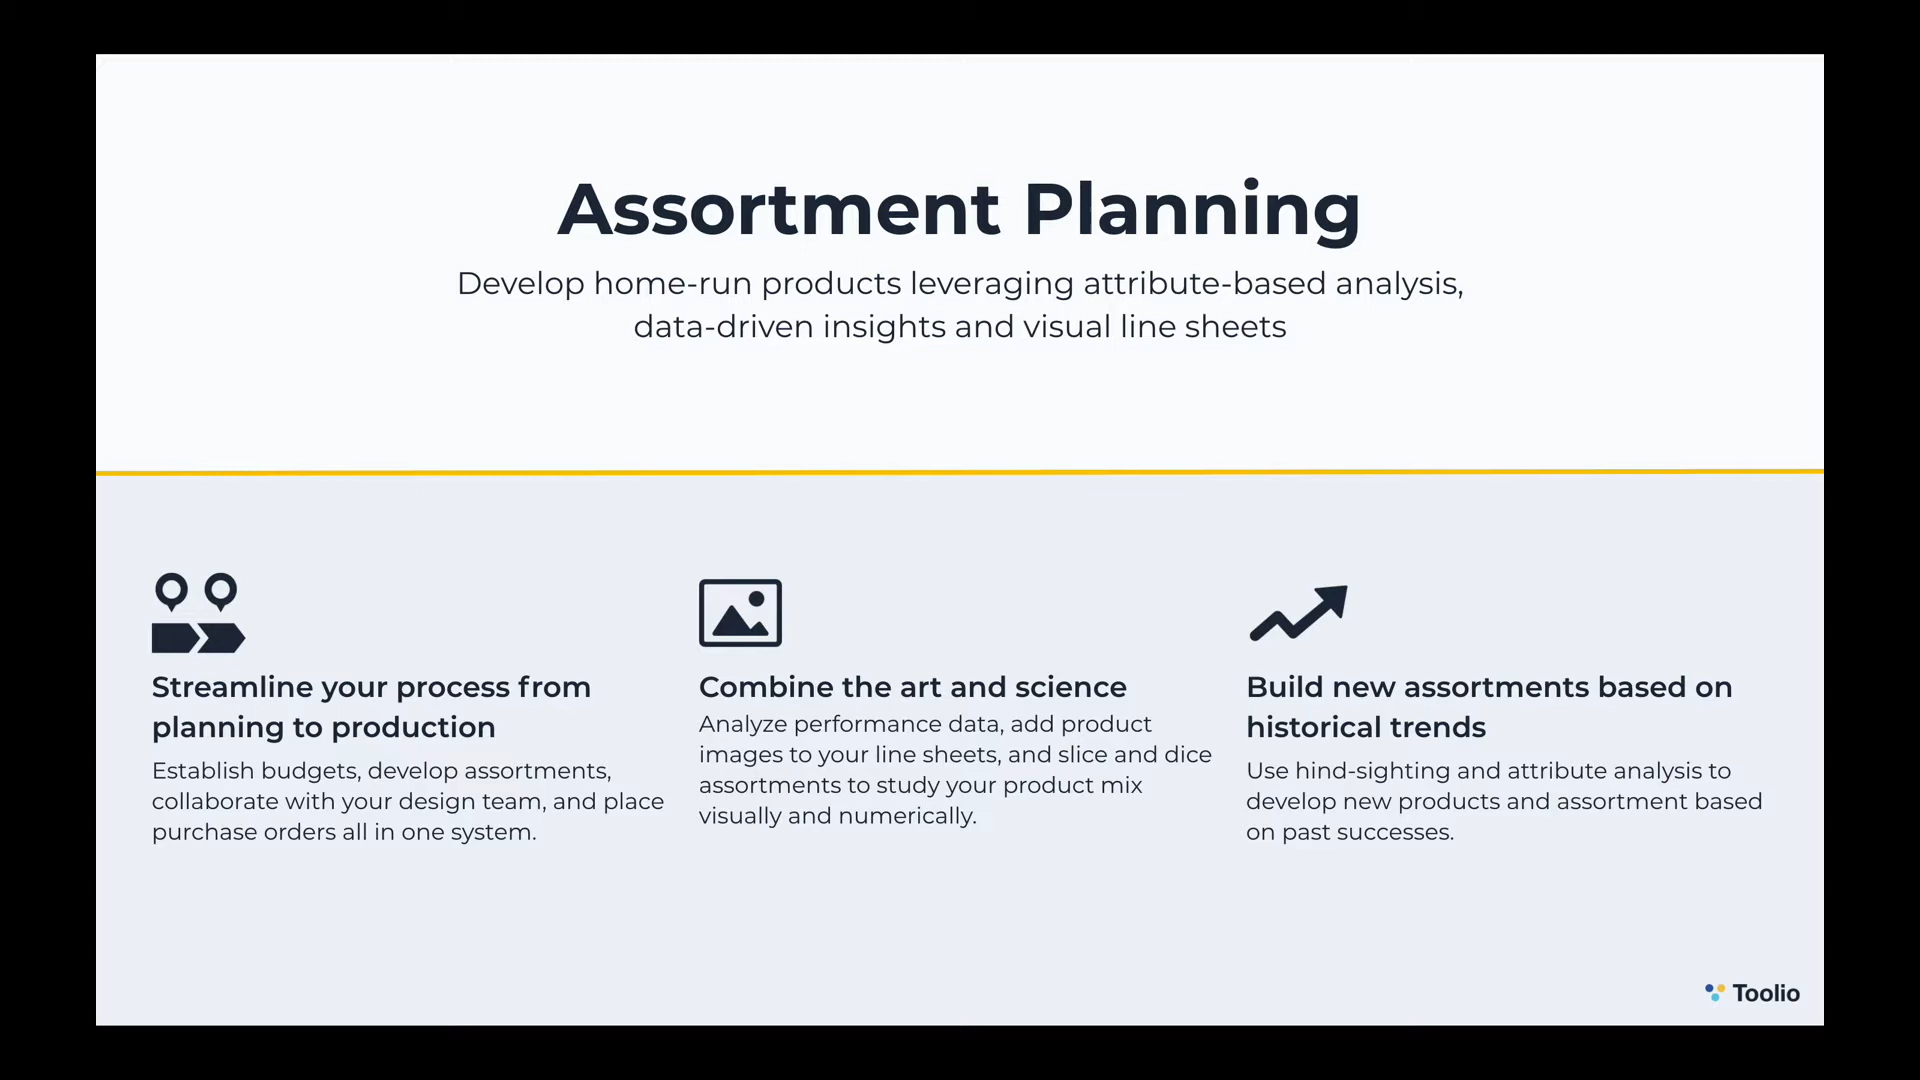 Assortment Planning
Develop home-run products leveraging attribute-based analysis,
data-driven insights and visual line sheets
Streamline your process from
planning to production
Establish budgets, develop assortments,
collaborate with your design team, and place
purchase orders all in one system.
Combine the art and science
Analyze performance data, add product
images to your line sheets, and slice and dice
assortments to study your product mix
visually and numerically.
Build new assortments based on
historical trends
Use hind-sighting and attribute analysis to
develop new products and assortment based
on past successes.
Toolio